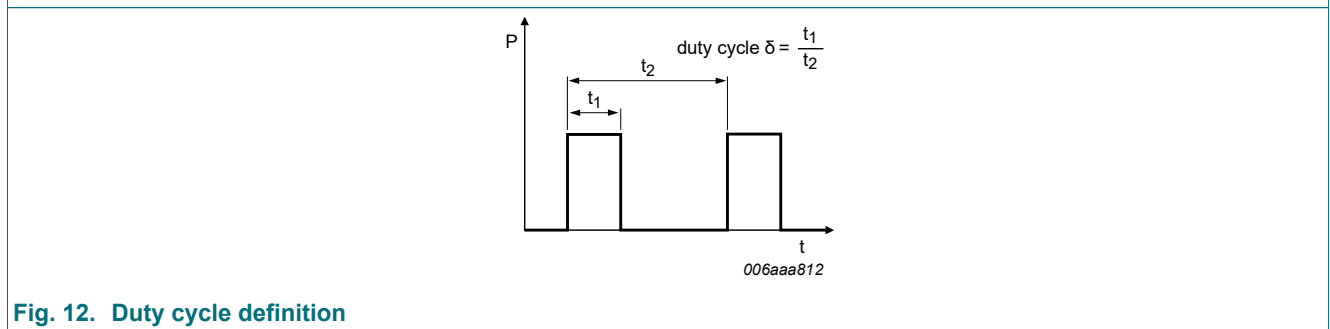 P
duty cycle δ = t1
t2
t2
t1
t
006aaa812
Fig. 12. Duty cycle definition